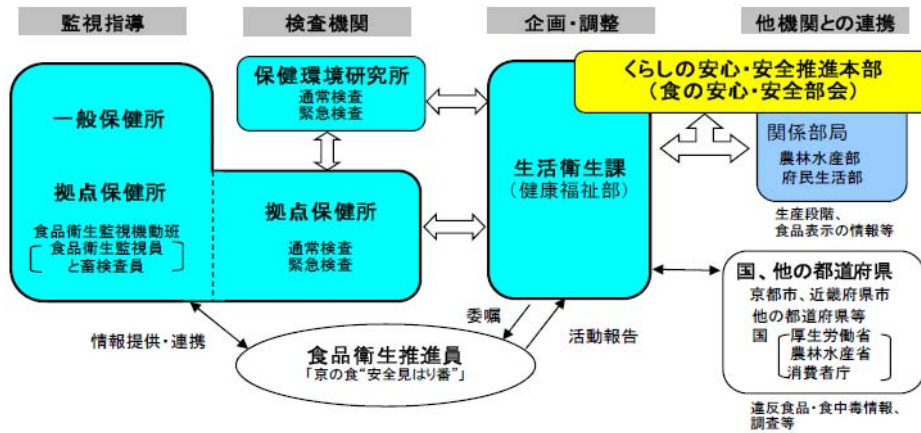 監視指導
検査機関
企画・調整
他機関との連携
一般保健所
拠点保健所
食品衛生監視機動班
食品衛生監視員
と畜検査員
保健環境研究所
通常検査
緊急検査
拠点保健所
通常検査
緊急検査
くらしの安心・安全推進本部
（食の安心・安全部会）
生活衛生課
（健康福祉部）
関係部局
農林水産部
府民生活部
生産段階、
食品表示の情報等
国、他の都道府県
京都市、近畿府県市
他の都道府県等
国 厚生労働省
農林水産省
消費者庁
違反食品・食中毒情報、
調査等
情報提供・連携
委嘱
活動報告
食品衛生推進員
「京の食“安全見はり番”」